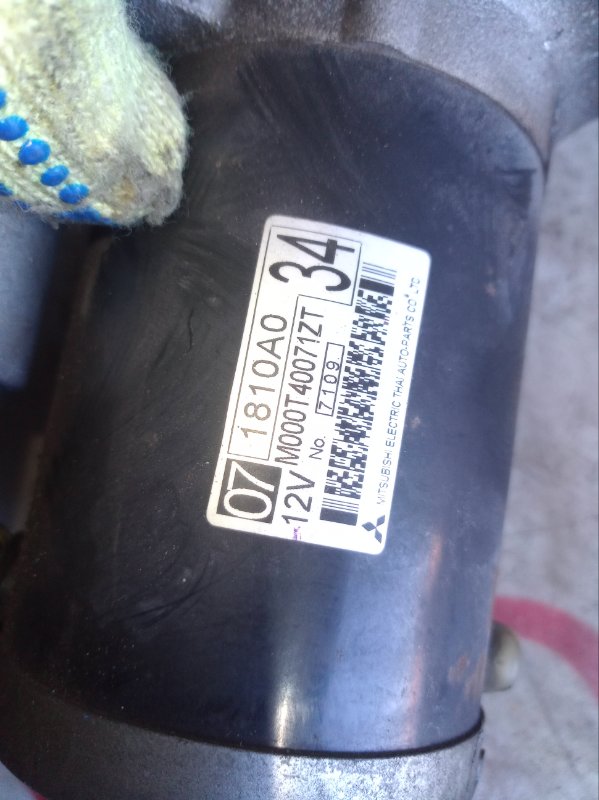 07 1810A0 34
12V M000T40071ZT
No. 7109
MITSUBISHI ELECTRIC THAI AUTO-PARTS CO.,LTD